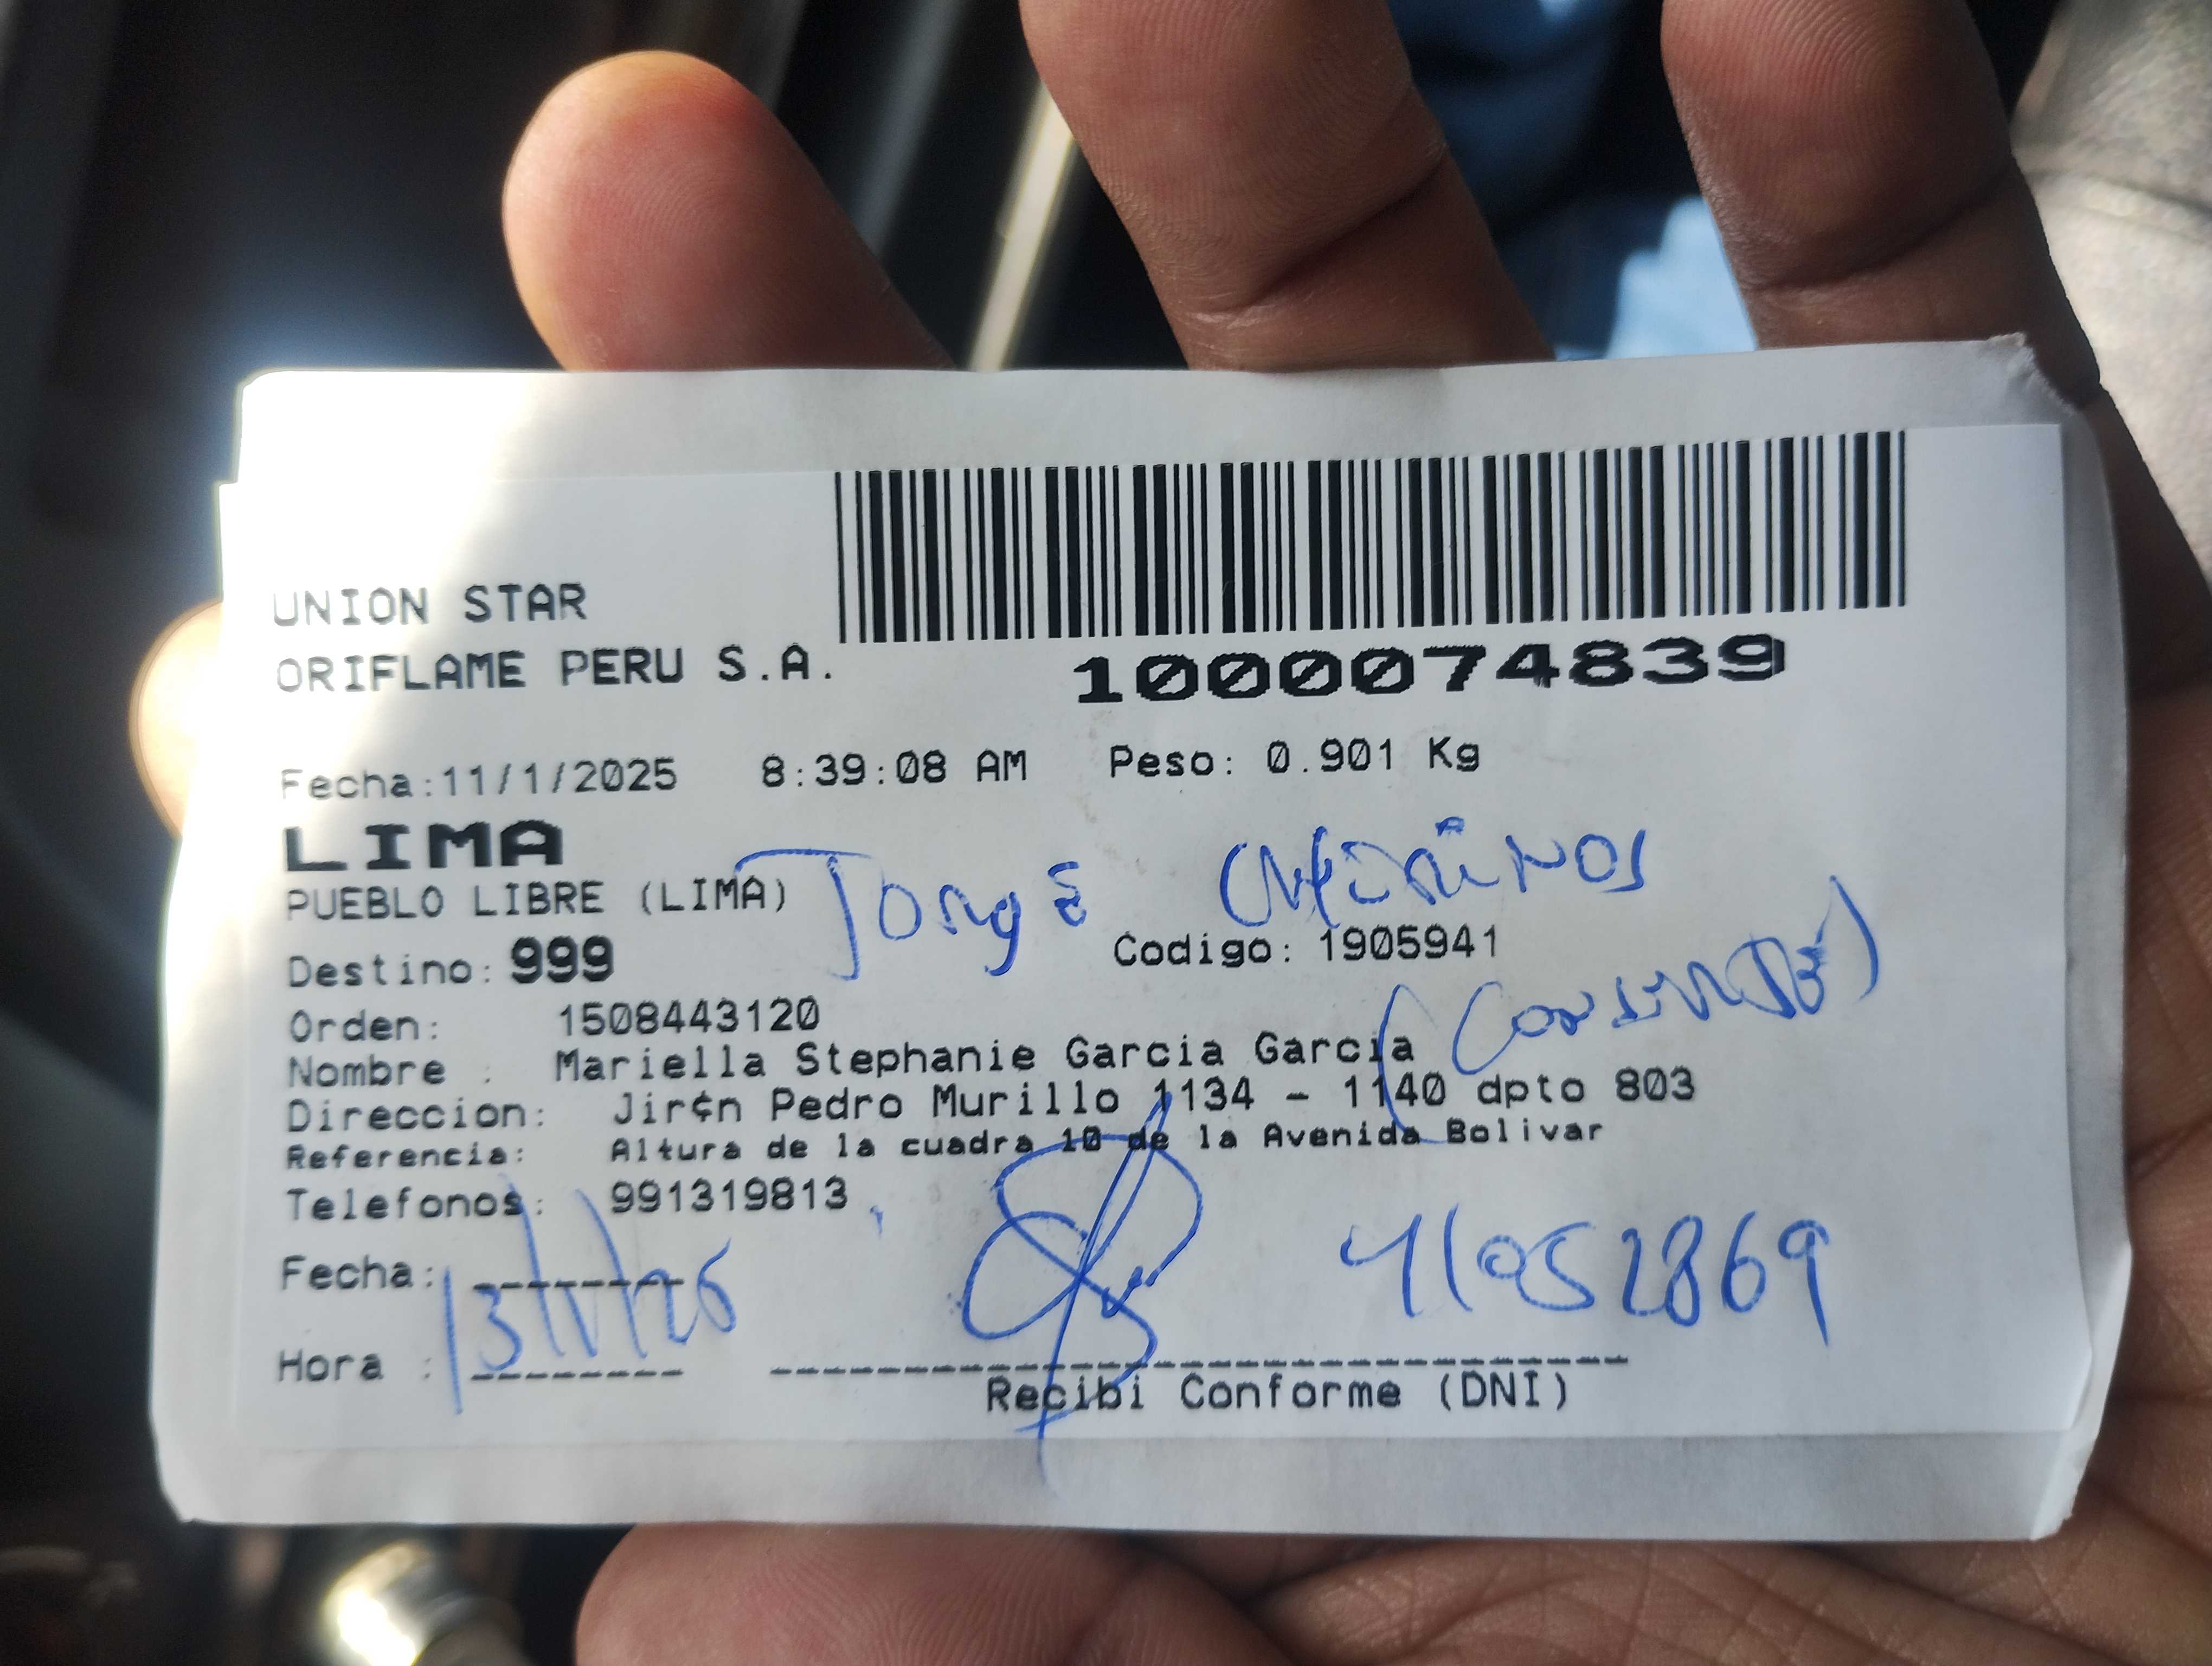 UNION STAR
ORIFLAME PERU S.A.
1000074839
Fecha:11/1/2025 8:39:08 AM Peso: 0.901 Kg
LIMA
PUEBLO LIBRE (LIMA)
Jorge
Destino: 999 Codigo: 1905941
Orden: 1508443120
Nombre : Mariella Stephanie Garcia Garcia
Direccion: Jir¢n Pedro Murillo 1134 - 1140 dpto 803
Referencia: Altura de la cuadra 10 de la Avenida Bolivar
Telefonos: 991319813 ,
41052869
Fecha:
Hora :
Recibi Conforme (DNI)